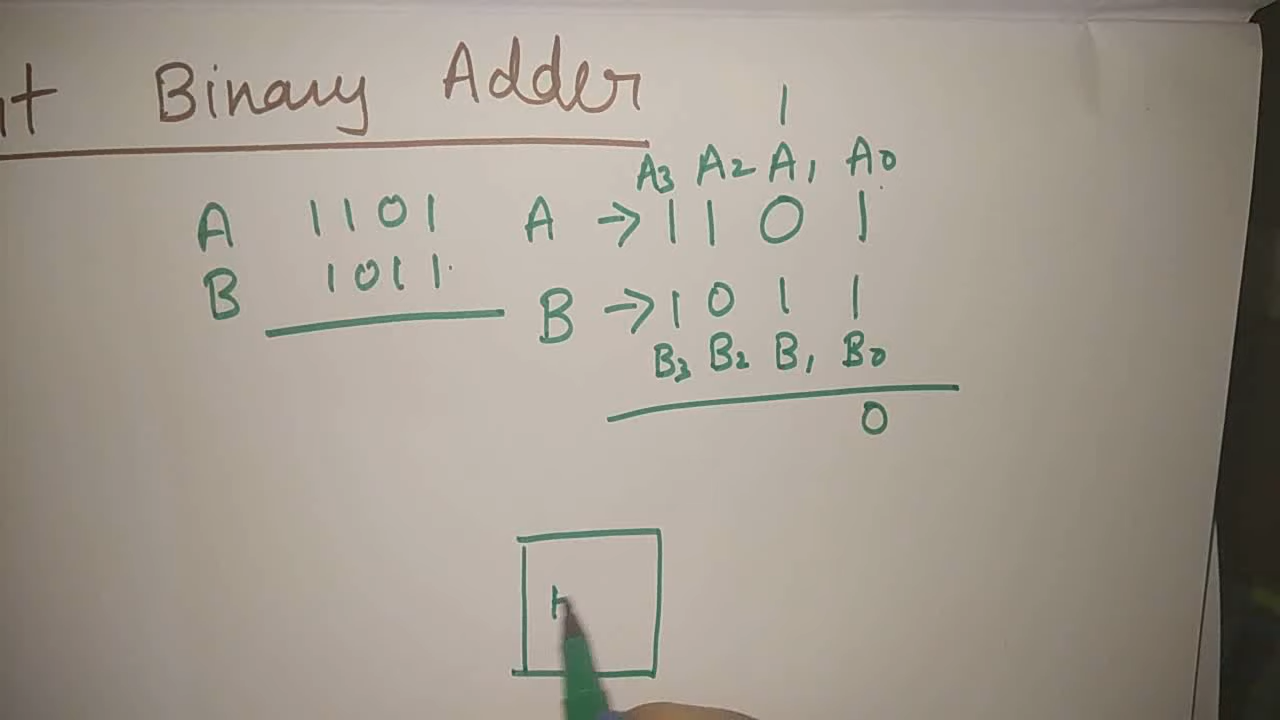 Binary Adder
1
A3 A2 A1 A0
A 1101 A → 1 1 0 1
B 1011 B → 1 0 1 1
B3 B2 B1 B0
0